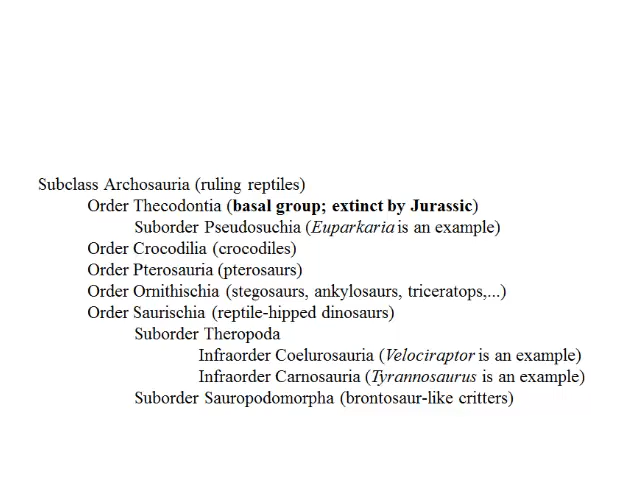 Subclass Archosauria (ruling reptiles)
Order Thecodontia (basal group; extinct by Jurassic)
Suborder Pseudosuchia (Euparkaria is an example)
Order Crocodilia (crocodiles)
Order Pterosauria (pterosaurs)
Order Ornithischia (stegosaurs, ankylosaurs, triceratops,...)
Order Saurischia (reptile-hipped dinosaurs)
Suborder Theropoda
Infraorder Coelurosauria (Velociraptor is an example)
Infraorder Carnosauria (Tyrannosaurus is an example)
Suborder Sauropodomorpha (brontosaur-like critters)